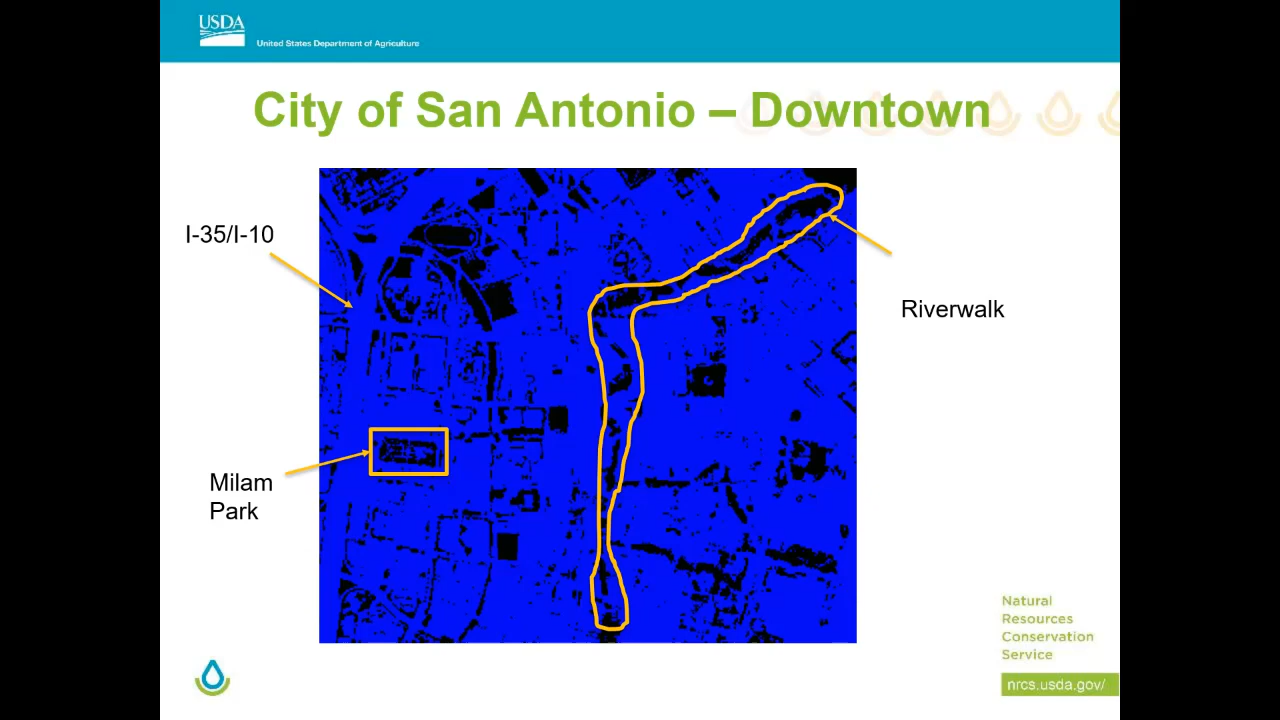 USDA
United States Department of Agriculture
City of San Antonio – Downtown
I-35/I-10
Riverwalk
Milam
Park
Natural
Resources
Conservation
Service
nrcs.usda.gov/